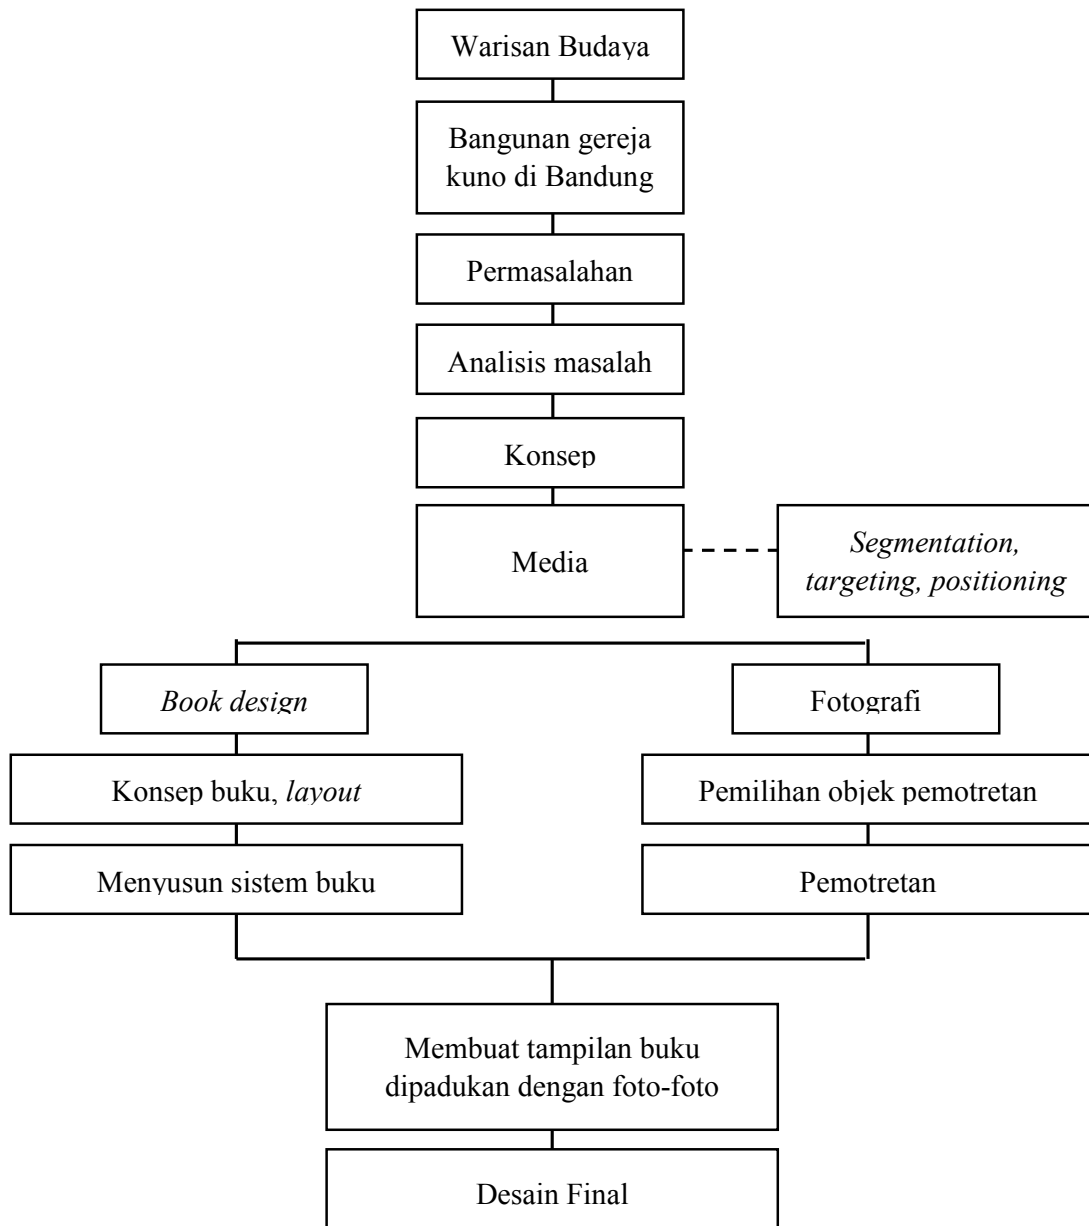 Warisan Budaya
Bangunan gereja
kuno di Bandung
Permasalahan
Analisis masalah
Konsep
Media
Segmentation,
targeting, positioning
Book design
Fotografi
Konsep buku, layout
Pemilihan objek pemotretan
Menyusun sistem buku
Pemotretan
Membuat tampilan buku
dipadukan dengan foto-foto
Desain Final